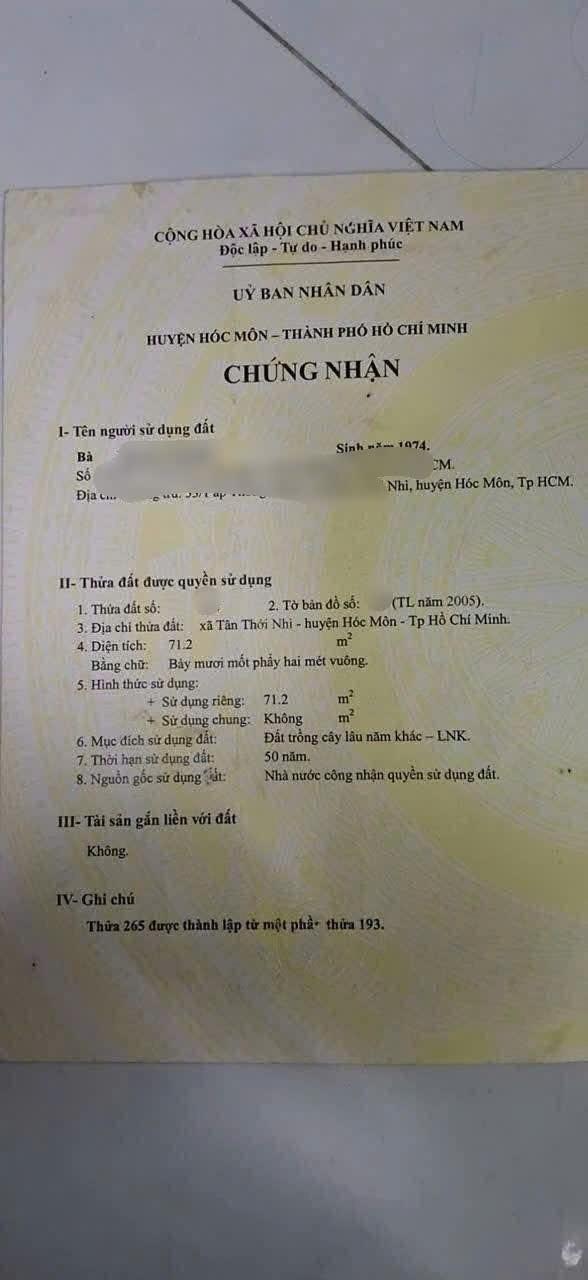 CỘNG HÒA XÃ HỘI CHỦ NGHĨA VIỆT NAM
Độc lập - Tự do - Hạnh phúc
UỶ BAN NHÂN DÂN
HUYỆN HÓC MÔN – THÀNH PHỐ HỒ CHÍ MINH
CHỨNG NHẬN
I- Tên người sử dụng đất
Bà Sinh năm 1974.
Số CM.
Địa Nhì, huyện Hóc Môn, Tp HCM.
II- Thửa đất được quyền sử dụng
1. Thửa đất số: 2. Tờ bản đồ số: (TL năm 2005).
3. Địa chỉ thửa đất: xã Tân Thới Nhì - huyện Hóc Môn - Tp Hồ Chí Minh.
4. Diện tích: 71.2 m²
Bằng chữ: Bảy mươi mốt phẩy hai mét vuông.
5. Hình thức sử dụng:
+ Sử dụng riêng: 71.2 m²
+ Sử dụng chung: Không m²
6. Mục đích sử dụng đất: Đất trồng cây lâu năm khác – LNK.
7. Thời hạn sử dụng đất: 50 năm.
8. Nguồn gốc sử dụng đất: Nhà nước công nhận quyền sử dụng đất.
III- Tài sản gắn liền với đất
Không.
IV- Ghi chú
Thửa 265 được thành lập từ một phần thửa 193.